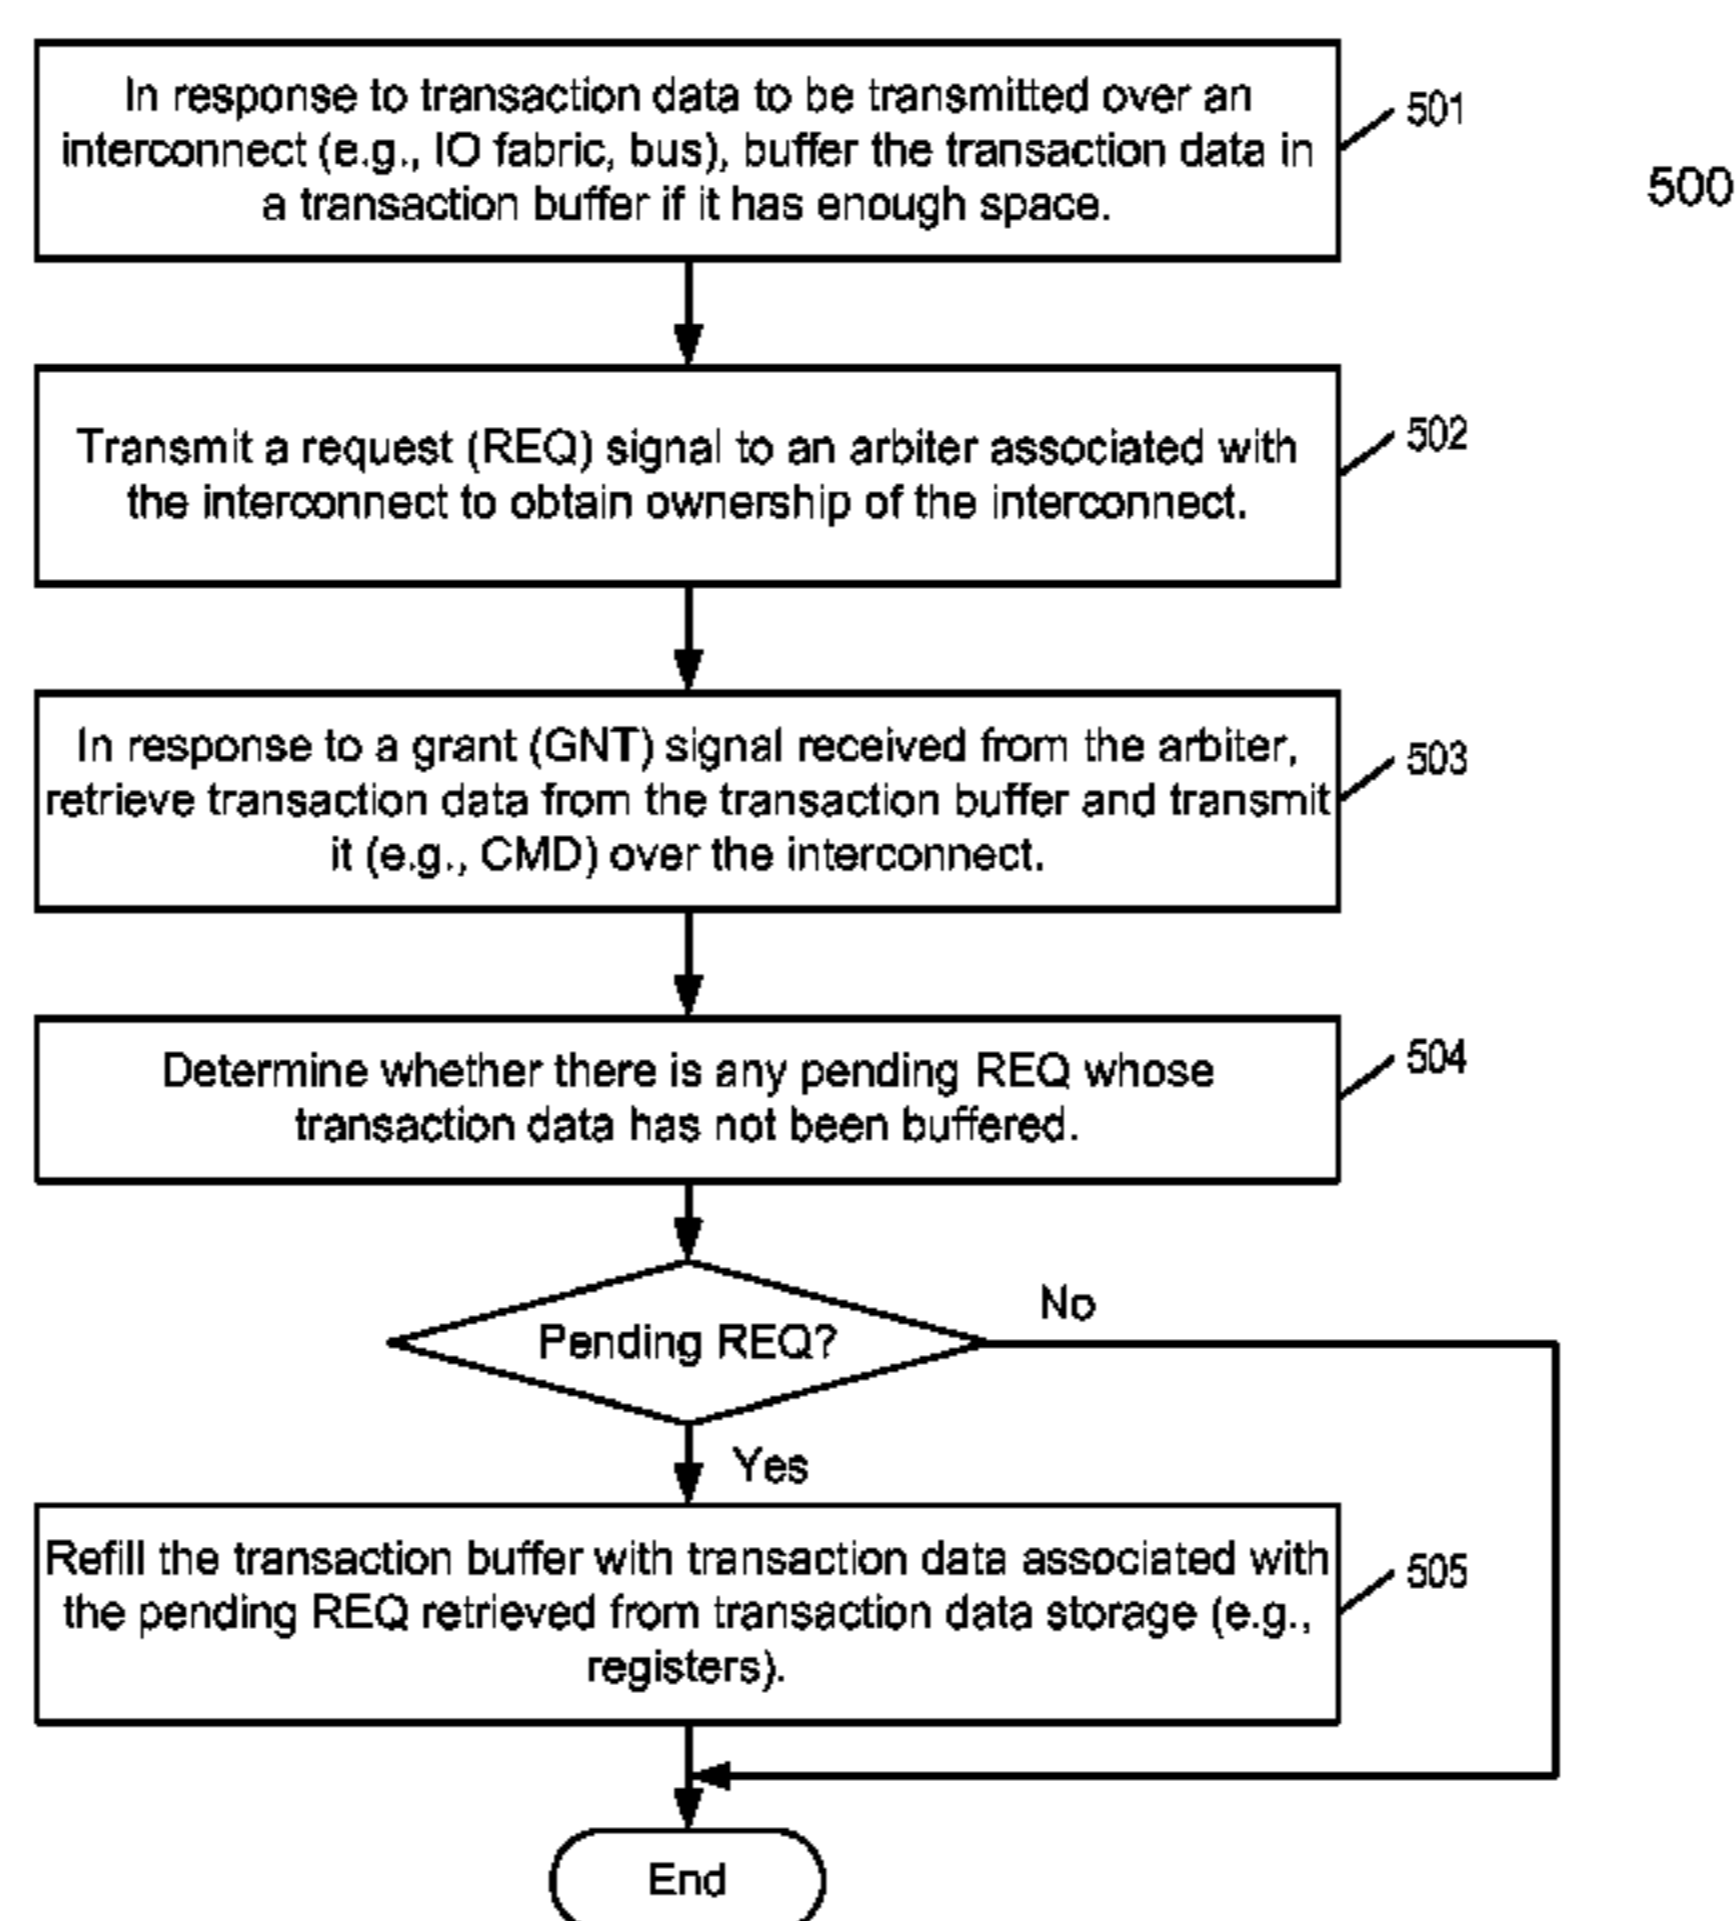 In response to transaction data to be transmitted over an
interconnect (e.g., IO fabric, bus), buffer the transaction data in
a transaction buffer if it has enough space.
501
500
Transmit a request (REQ) signal to an arbiter associated with
the interconnect to obtain ownership of the interconnect.
502
In response to a grant (GNT) signal received from the arbiter,
retrieve transaction data from the transaction buffer and transmit
it (e.g., CMD) over the interconnect.
503
Determine whether there is any pending REQ whose
transaction data has not been buffered.
504
Pending REQ?
No
Yes
Refill the transaction buffer with transaction data associated with
the pending REQ retrieved from transaction data storage (e.g.,
registers).
505
End